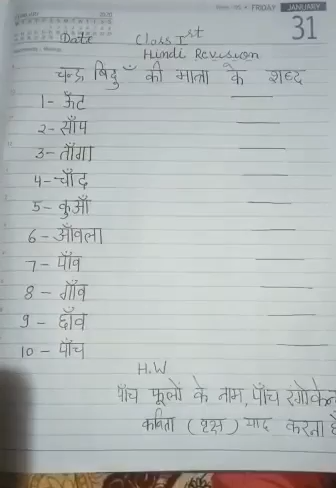 FRIDAY JANUARY
31
Date Class Ist
Hindi Revision
चन्द्र बिदु ँ की मात्रा के शब्द
1- ऊँट
2- साँप
3- ताँगा
4- चाँद
5- कुआँ
6- आँवला
7- पाँव
8 - गाँव
9 - छाँव
10 - पाँच
H.W
पाँच फूलों के नाम, पाँच रंगो के
कविता ( ) याद करना है